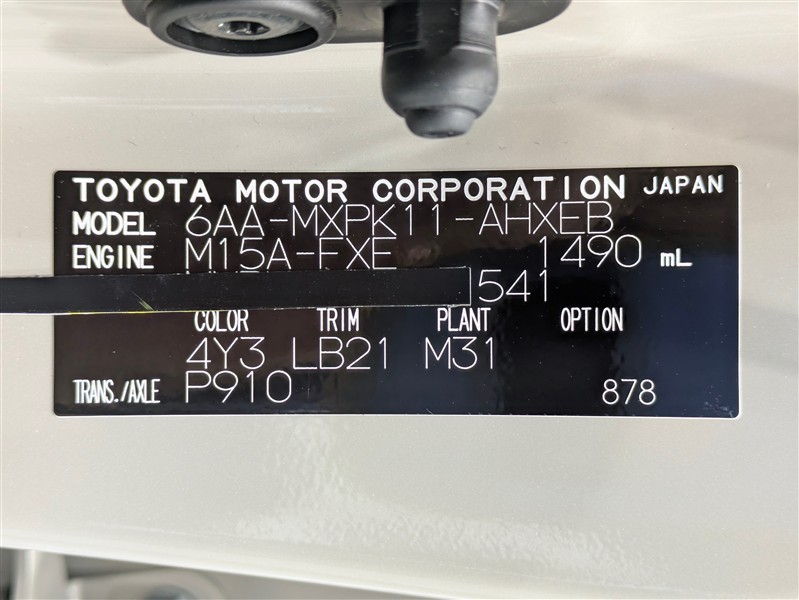 TOYOTA MOTOR CORPORATION JAPAN
MODEL 6AA-MXPK11-AHXEB
ENGINE M15A-FXE 1490 mL
541
COLOR TRIM PLANT OPTION
4Y3 LB21 M31
TRANS./AXLE P910 878